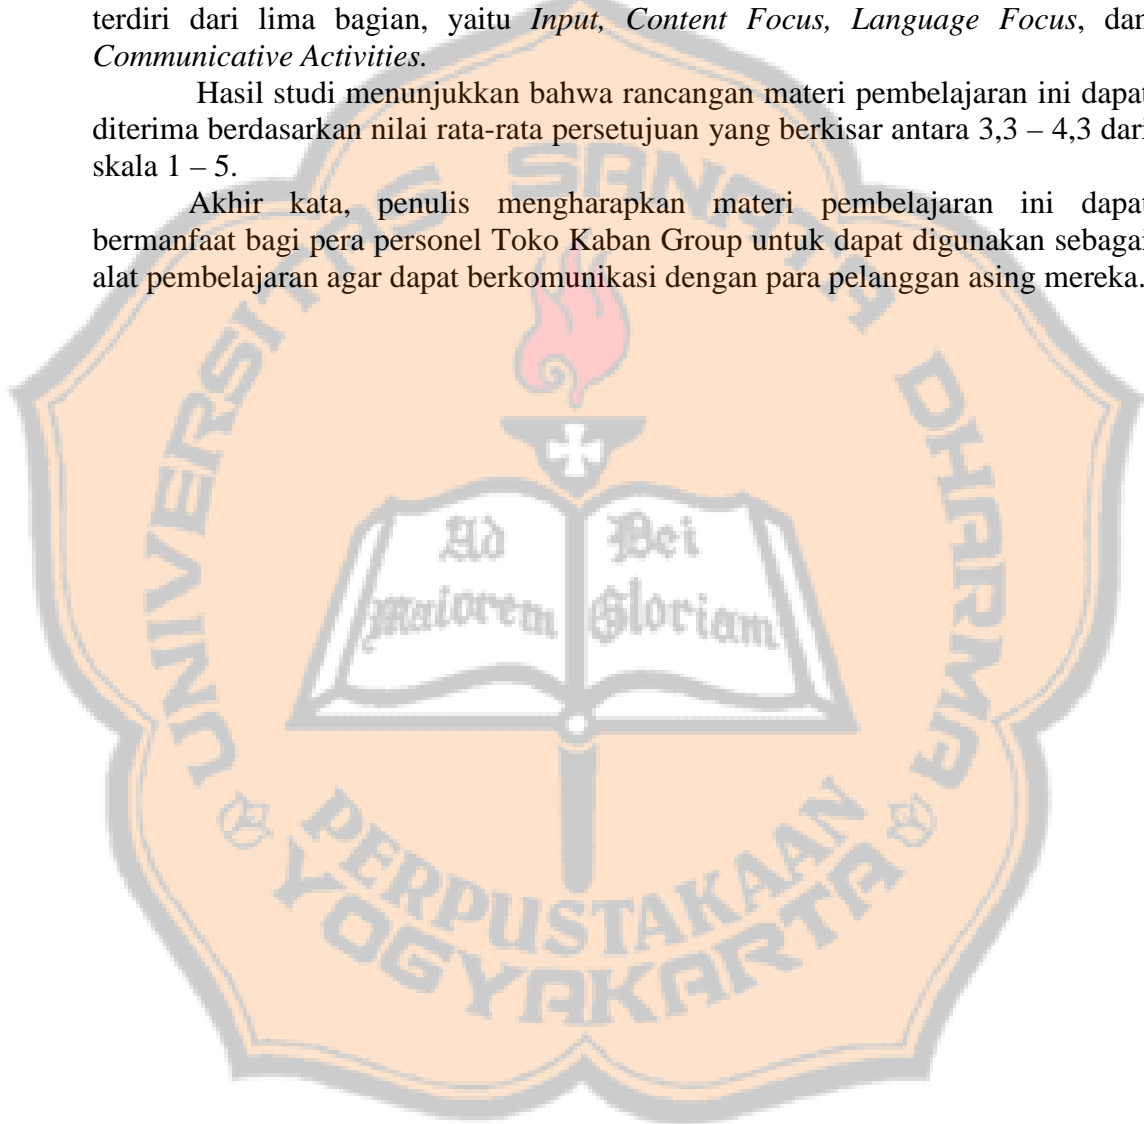 terdiri dari lima bagian, yaitu Input, Content Focus, Language Focus, dan
Communicative Activities.
Hasil studi menunjukkan bahwa rancangan materi pembelajaran ini dapat
diterima berdasarkan nilai rata-rata persetujuan yang berkisar antara 3,3 – 4,3 dari
skala 1 – 5.
Akhir kata, penulis mengharapkan materi pembelajaran ini dapat
bermanfaat bagi pera personel Toko Kaban Group untuk dapat digunakan sebagai
alat pembelajaran agar dapat berkomunikasi dengan para pelanggan asing mereka.
UNIVERSITAS SANATA DHARMA
Ad Dei
maiorem Gloriam
PERPUSTAKAAN
YOGYAKARTA